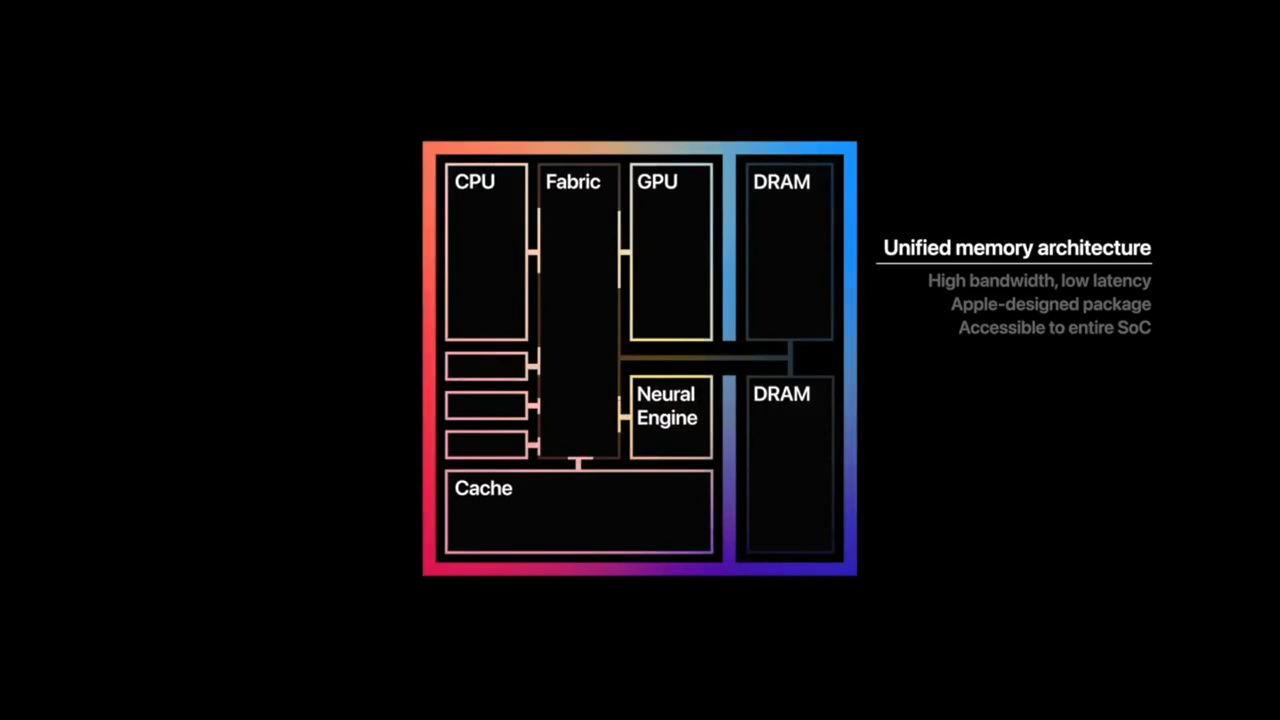 CPU
Fabric
GPU
DRAM
Unified memory architecture
High bandwidth, low latency
Apple-designed package
Accessible to entire SoC
Neural
Engine
DRAM
Cache